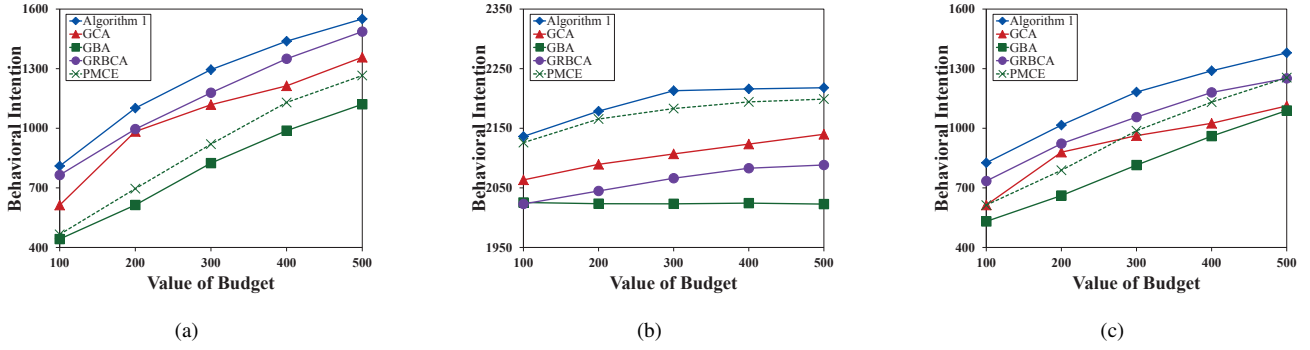 Behavioral Intention
1600
1300
1000
700
400
Algorithm 1
GCA
GBA
GRBCA
PMCE
100 200 300 400 500
Value of Budget
(a)
Behavioral Intention
2350
2250
2150
2050
1950
Algorithm 1
GCA
GBA
GRBCA
PMCE
100 200 300 400 500
Value of Budget
(b)
Behavioral Intention
1600
1300
1000
700
400
Algorithm 1
GCA
GBA
GRBCA
PMCE
100 200 300 400 500
Value of Budget
(c)